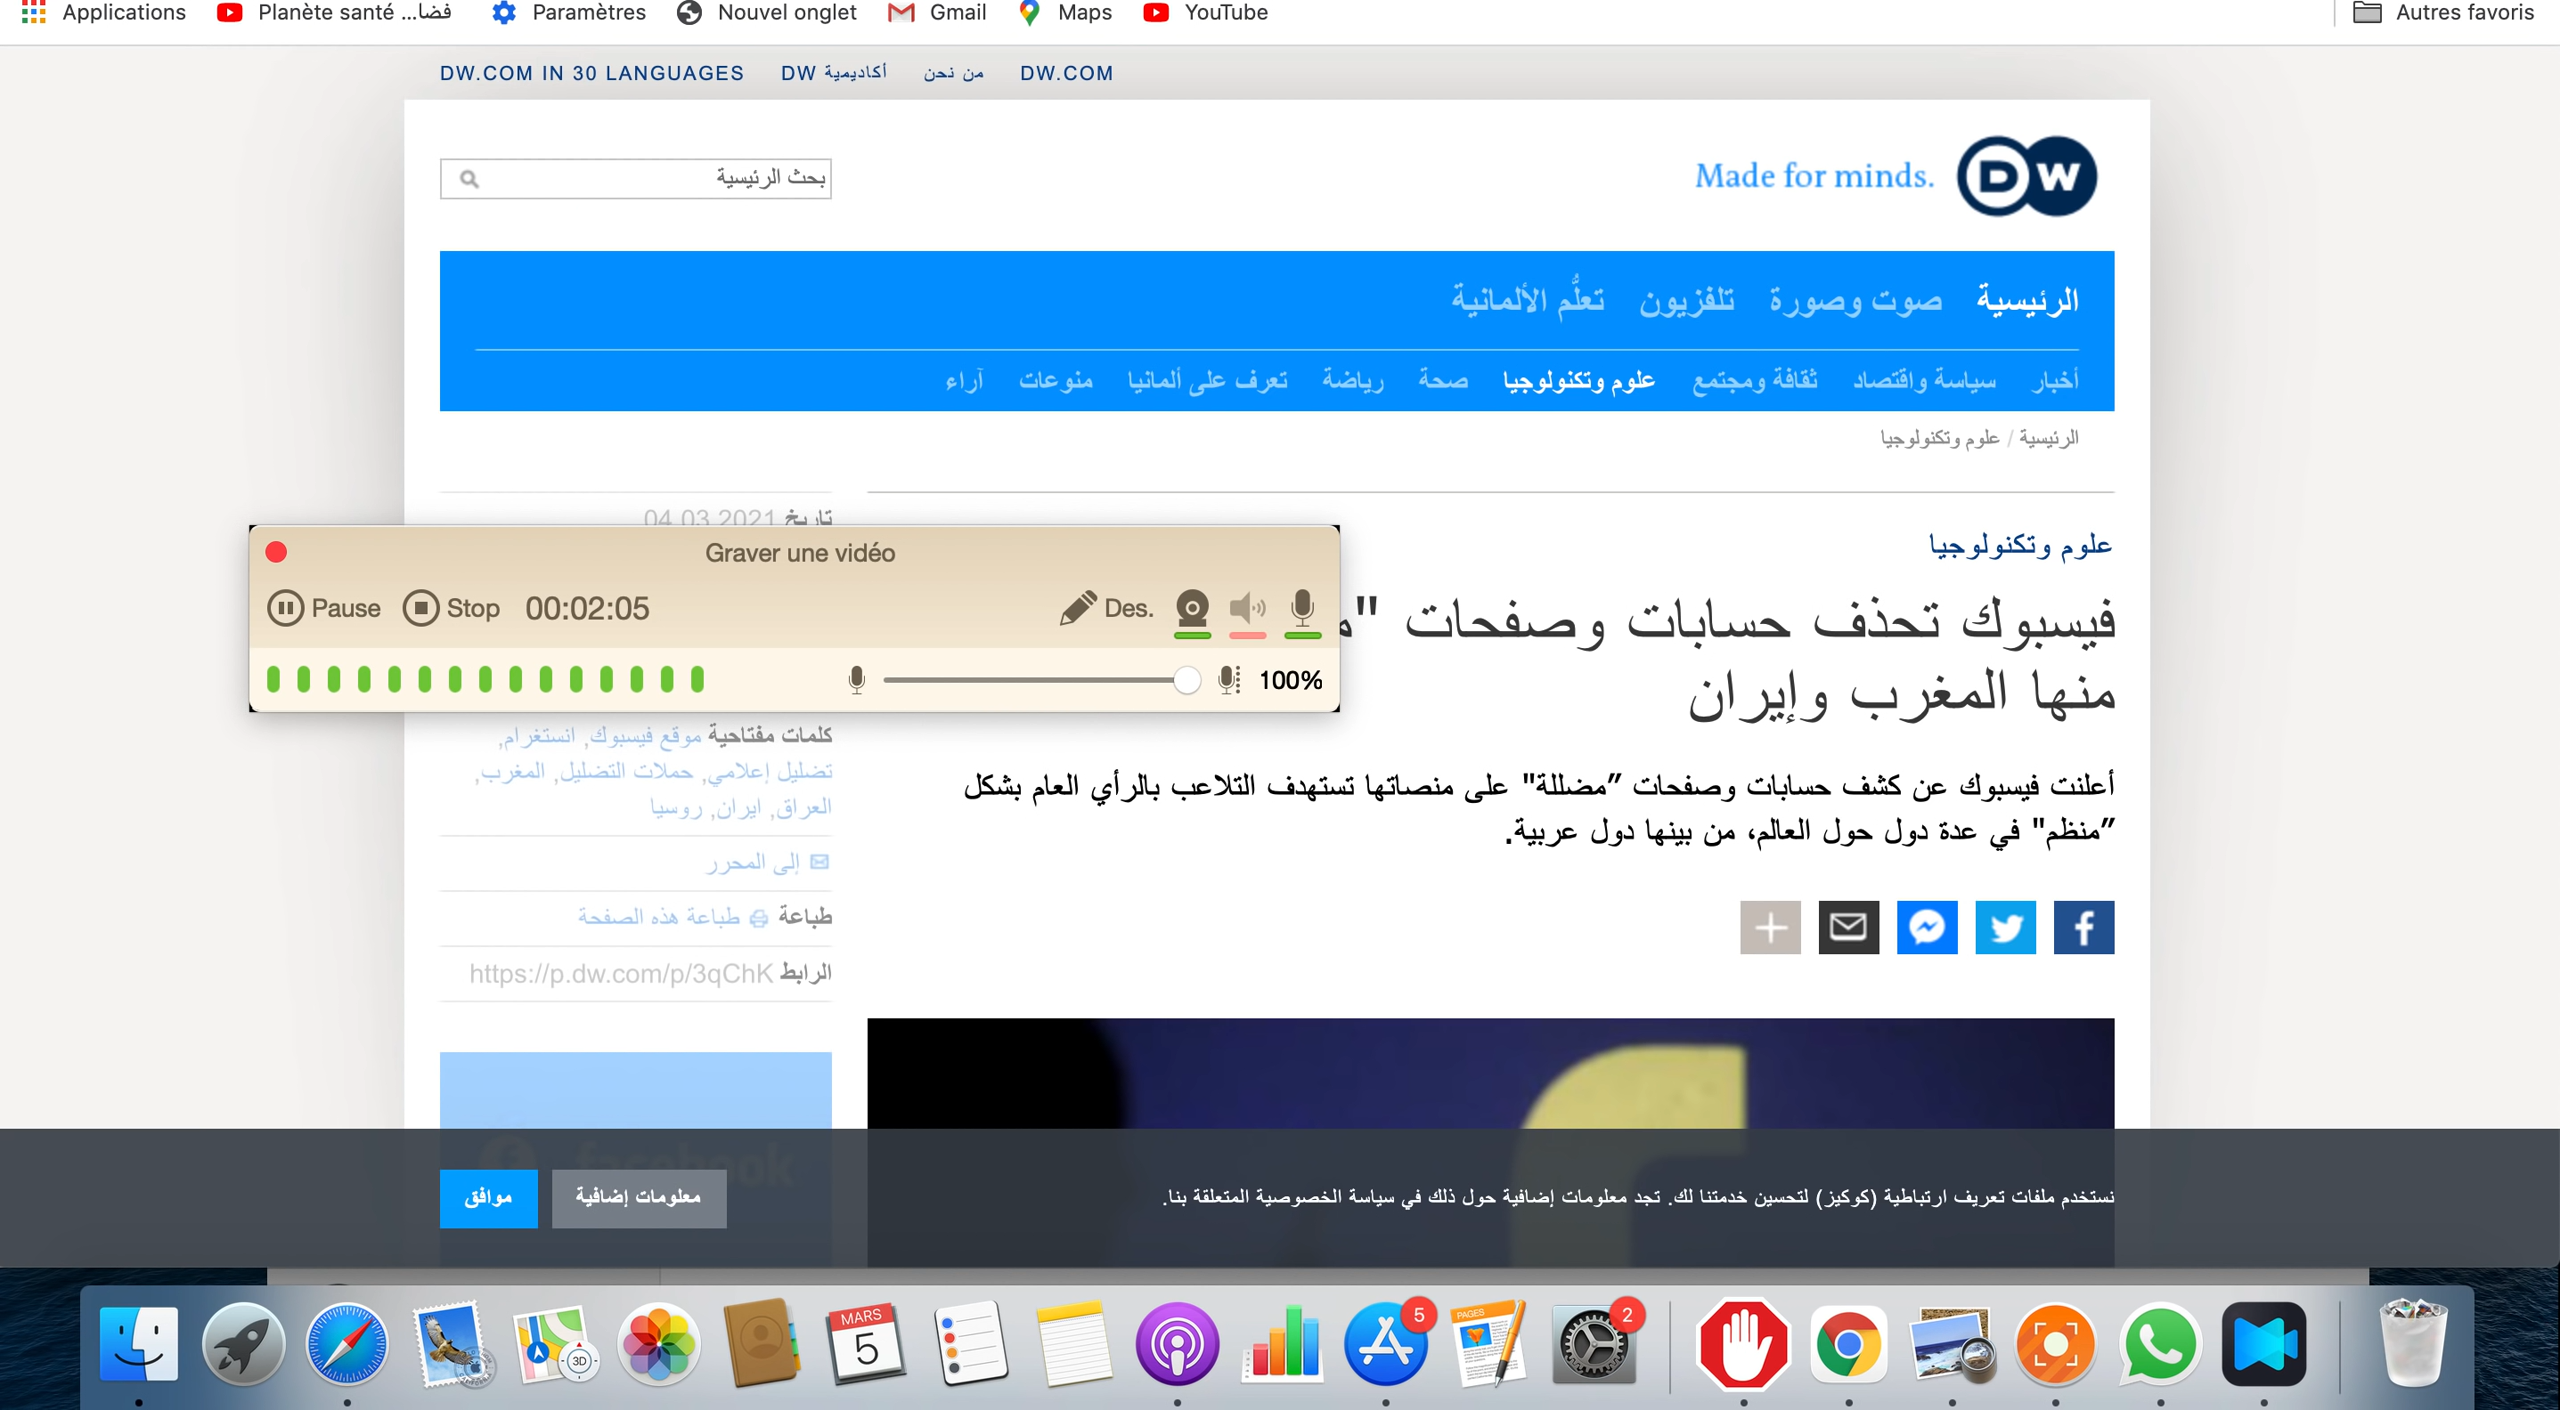 Applications
Planète santé ...فضا
Paramètres
Nouvel onglet
Gmail
Maps
YouTube
Autres favoris
DW.COM IN 30 LANGUAGES
أكاديمية DW
من نحن
DW.COM
بحث الرئيسية
Made for minds.
DW
الرئيسية صوت وصورة تلفزيون تعلَّم الألمانية
أخبار سياسة واقتصاد ثقافة ومجتمع علوم وتكنولوجيا صحة رياضة تعرف على ألمانيا منوعات آراء
الرئيسية / علوم وتكنولوجيا
تاريخ 04.03.2021
Graver une vidéo
Pause
Stop
00:02:05
Des.
100%
علوم وتكنولوجيا
فيسبوك تحذف حسابات وصفحات
منها المغرب وإيران
أعلنت فيسبوك عن كشف حسابات وصفحات "مضللة" على منصاتها تستهدف التلاعب بالرأي العام بشكل
"منظم" في عدة دول حول العالم، من بينها دول عربية.
كلمات مفتاحية موقع فيسبوك, انستغرام,
تضليل إعلامي, حملات التضليل, المغرب,
العراق, ايران, روسيا
إلى المحرر
طباعة طباعة هذه الصفحة
الرابط https://p.dw.com/p/3qChK
facebook
نستخدم ملفات تعريف ارتباطية (كوكيز) لتحسين خدمتنا لك. تجد معلومات إضافية حول ذلك في سياسة الخصوصية المتعلقة بنا.
معلومات إضافية
موافق
3D
MARS
5
5
PAGES
2